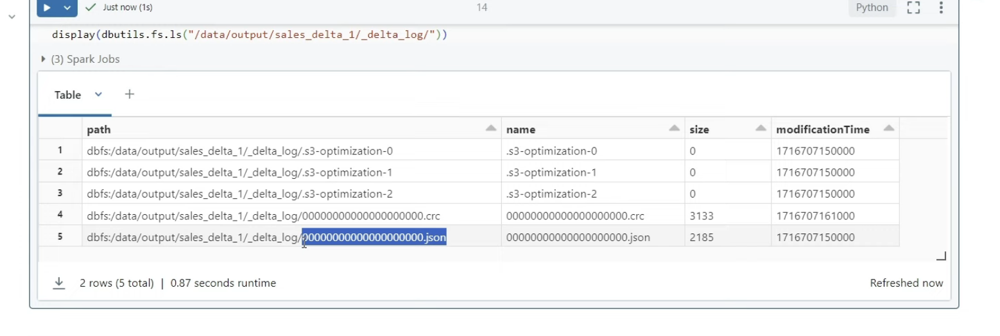 Just now (1s)
14
Python
display(dbutils.fs.ls("/data/output/sales_delta_1/_delta_log/"))
(3) Spark Jobs
Table
path name size modificationTime
1 dbfs:/data/output/sales_delta_1/_delta_log/.s3-optimization-0 .s3-optimization-0 0 1716707150000
2 dbfs:/data/output/sales_delta_1/_delta_log/.s3-optimization-1 .s3-optimization-1 0 1716707150000
3 dbfs:/data/output/sales_delta_1/_delta_log/.s3-optimization-2 .s3-optimization-2 0 1716707150000
4 dbfs:/data/output/sales_delta_1/_delta_log/00000000000000000000.crc 00000000000000000000.crc 3133 1716707161000
5 dbfs:/data/output/sales_delta_1/_delta_log/00000000000000000000.json 00000000000000000000.json 2185 1716707150000
2 rows (5 total) | 0.87 seconds runtime
Refreshed now